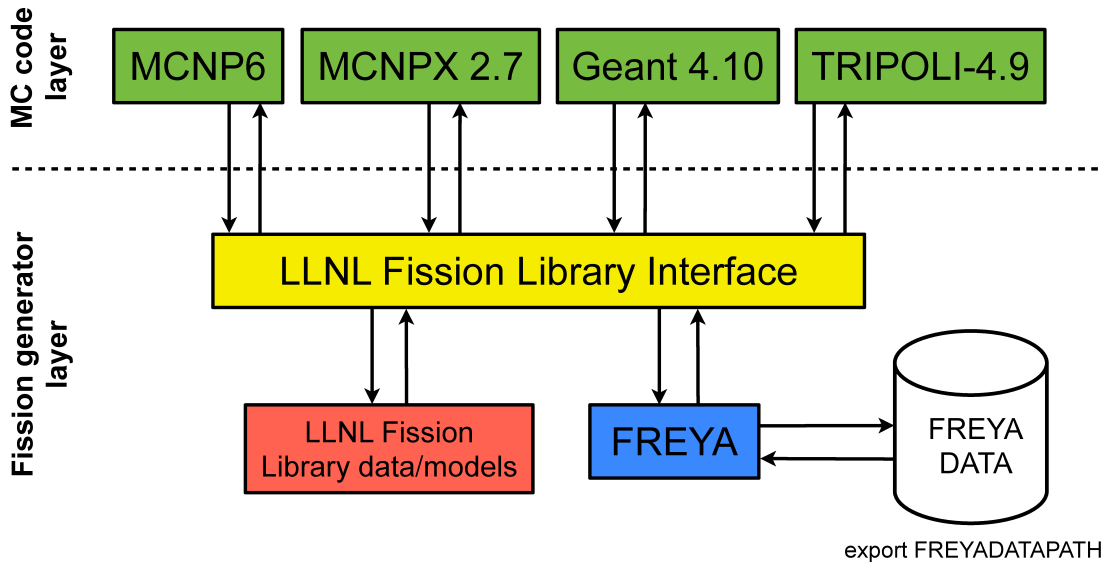 MC code
layer
MCNP6
MCNPX 2.7
Geant 4.10
TRIPOLI-4.9
Fission generator
layer
LLNL Fission Library Interface
LLNL Fission
Library data/models
FREYA
FREYA
DATA
export FREYADATAPATH